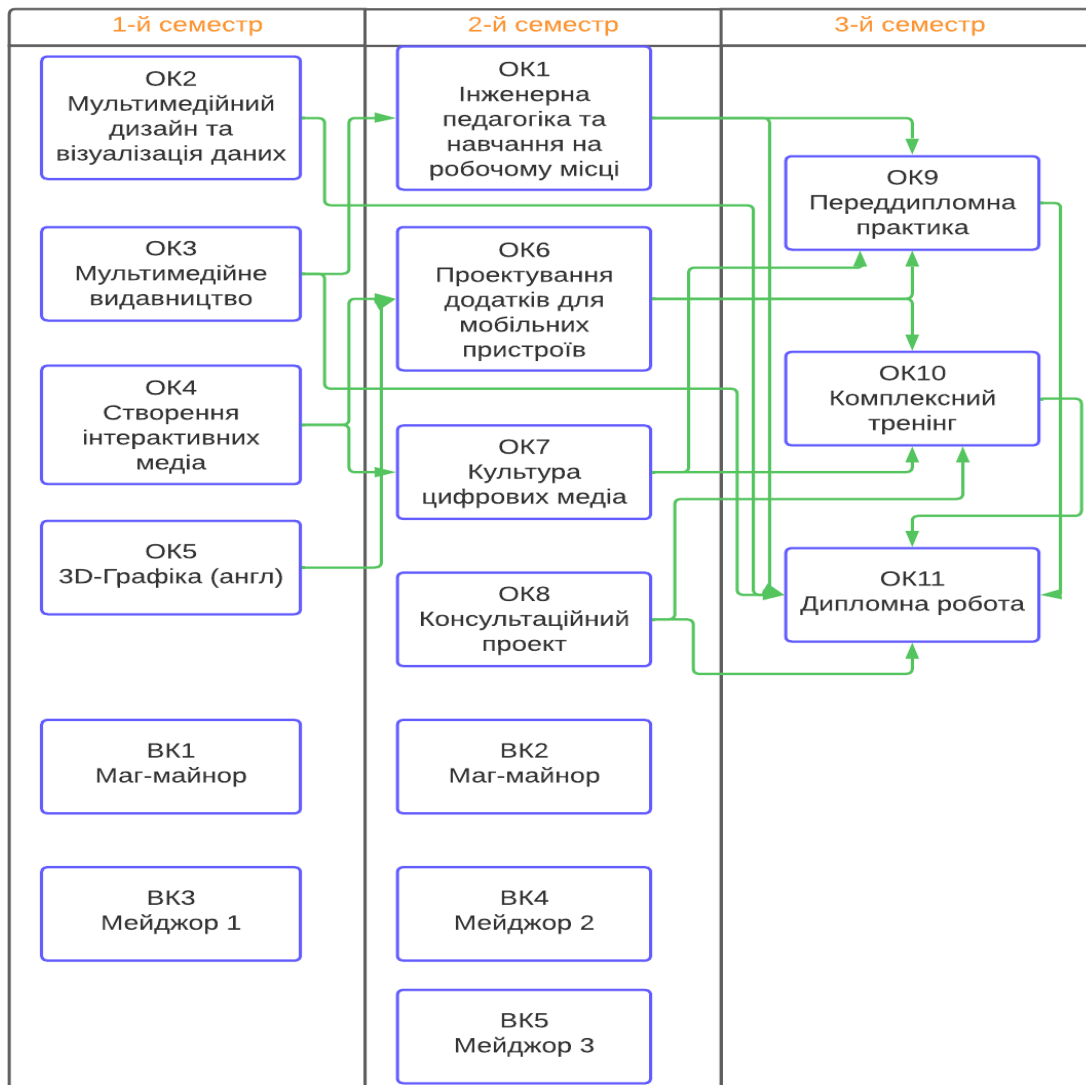 1-й семестр
2-й семестр
3-й семестр
ОК2
Мультимедійний
дизайн та
візуалізація даних
ОК3
Мультимедійне
видавництво
ОК4
Створення
інтерактивних
медіа
ОК5
3D-Графіка (англ)
ВК1
Маг-майнор
ВК3
Мейджор 1
ОК1
Інженерна
педагогіка та
навчання на
робочому місці
ОК6
Проектування
додатків для
мобільних
пристроїв
ОК7
Культура
цифрових медіа
ОК8
Консультаційний
проект
ВК2
Маг-майнор
ВК4
Мейджор 2
ВК5
Мейджор 3
ОК9
Переддипломна
практика
ОК10
Комплексний
тренінг
ОК11
Дипломна робота